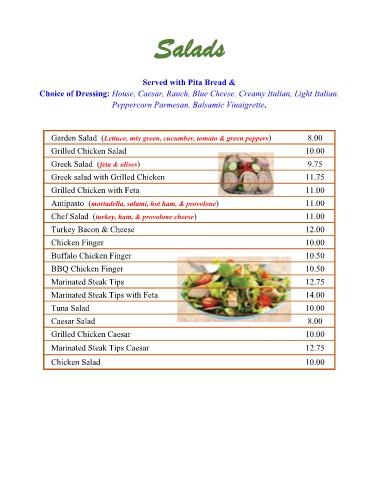 Salads
Served with Pita Bread &
Choice of Dressing: House, Caesar, Ranch, Blue Cheese. Creamy Italian, Light Italian.
Peppercorn Parmesan, Balsamic Vinaigrette.
Garden Salad (Lettuce, mix green, cucumber, tomato & green peppers) 8.00
Grilled Chicken Salad 10.00
Greek Salad (feta & olives) 9.75
Greek salad with Grilled Chicken 11.75
Grilled Chicken with Feta 11.00
Antipasto (mortadella, salami, hot ham, & provolone) 11.00
Chef Salad (turkey, ham, & provolone cheese) 11.00
Turkey Bacon & Cheese 12.00
Chicken Finger 10.00
Buffalo Chicken Finger 10.50
BBQ Chicken Finger 10.50
Marinated Steak Tips 12.75
Marinated Steak Tips with Feta 14.00
Tuna Salad 10.00
Caesar Salad 8.00
Grilled Chicken Caesar 10.00
Marinated Steak Tips Caesar 12.75
Chicken Salad 10.00